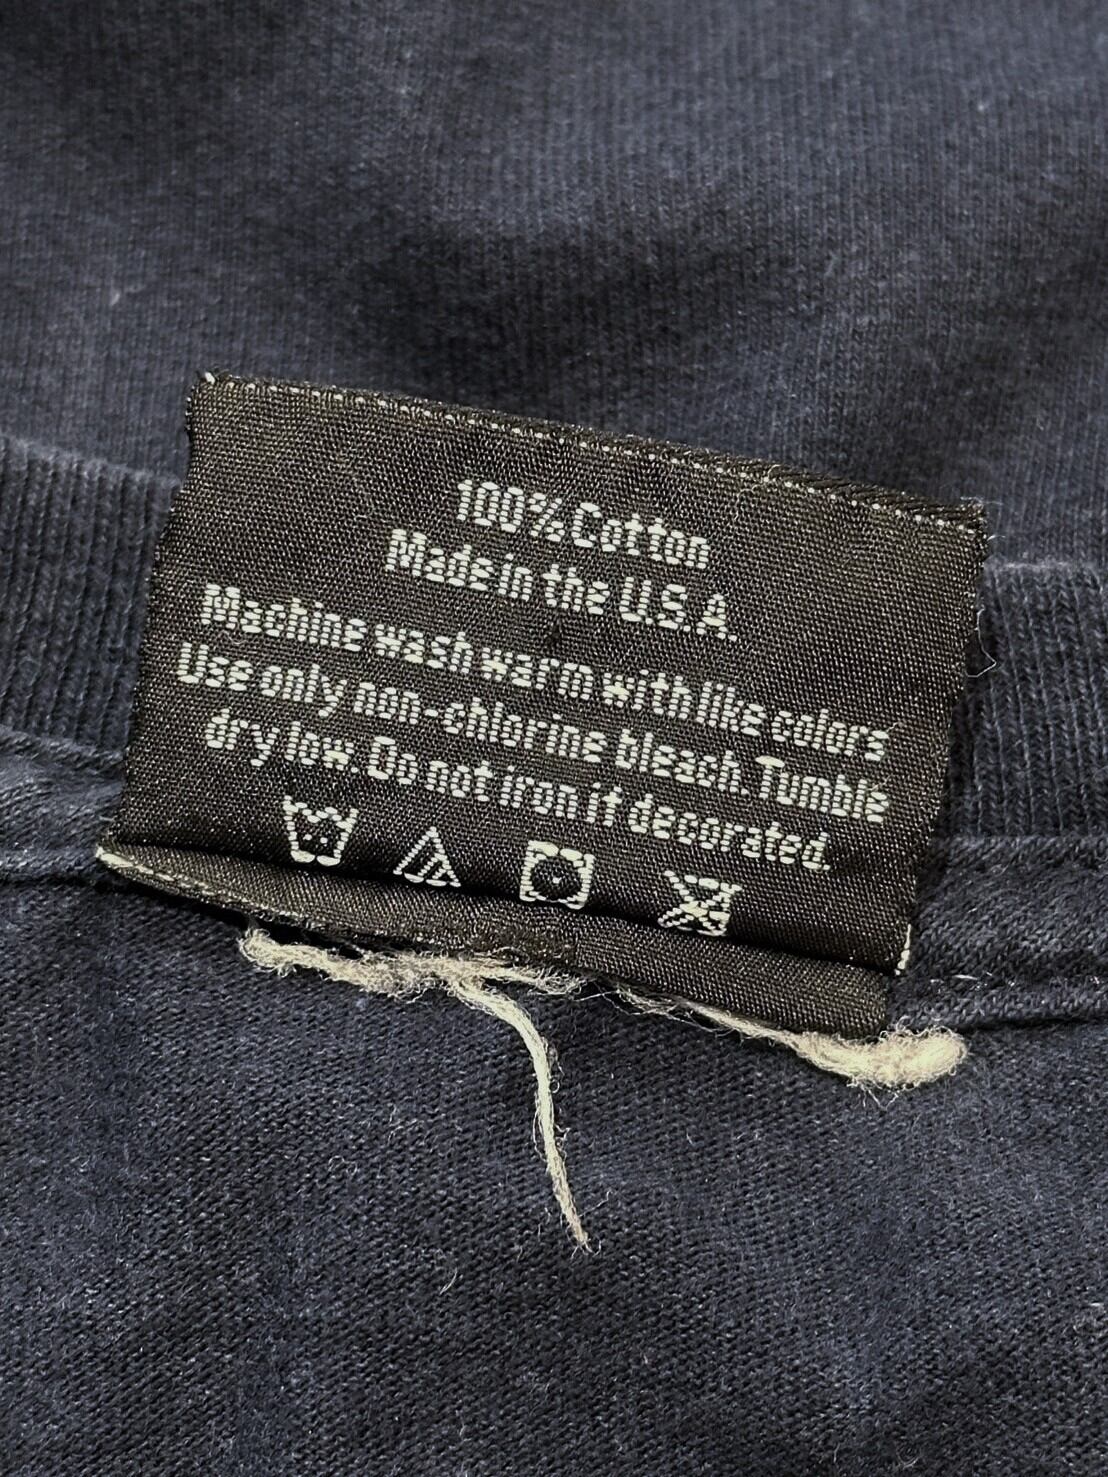 100% Cotton
Made in the U.S.A.
Machine wash warm with like colors
Use only non-chlorine bleach. Tumble
dry low. Do not iron if decorated.